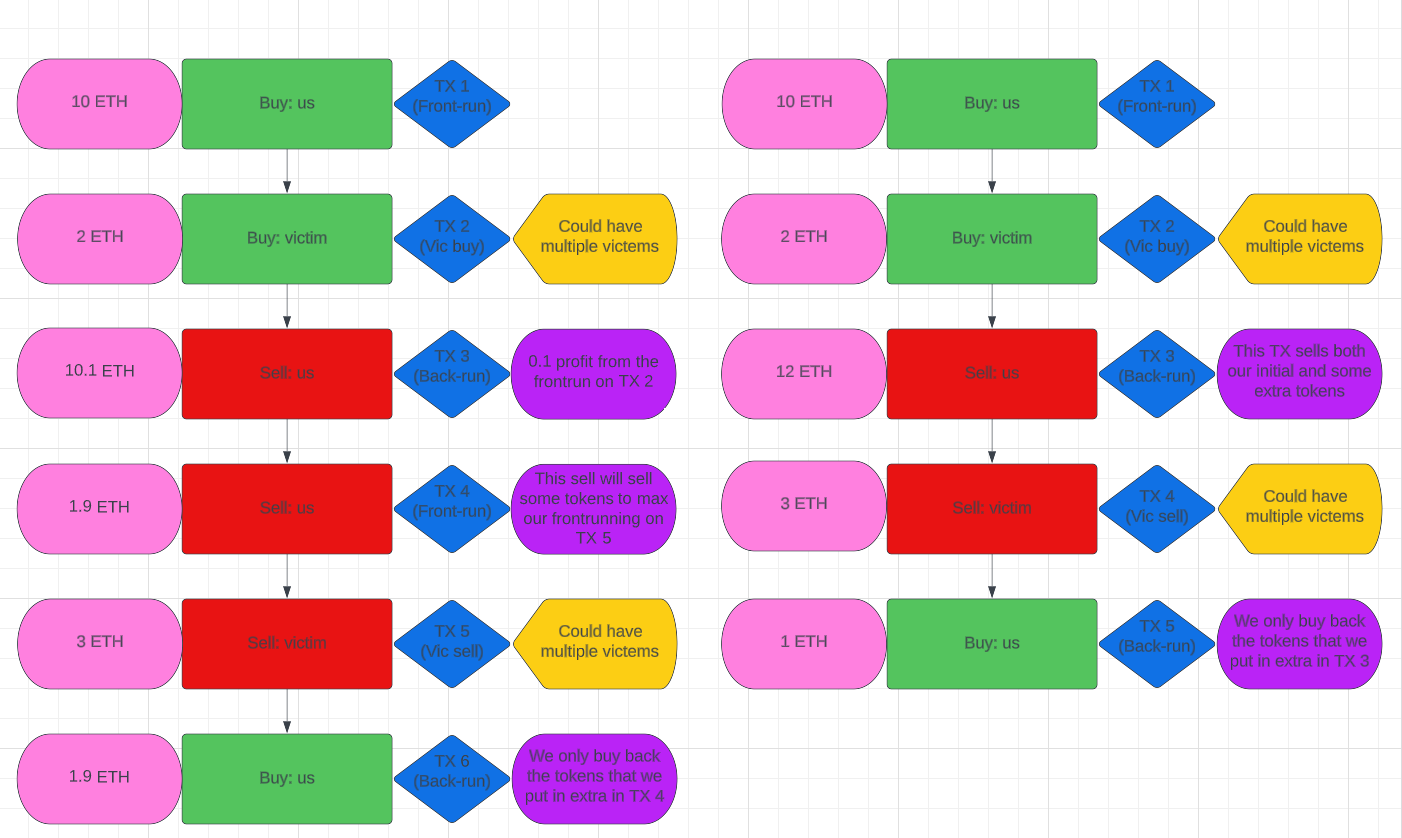 10 ETH
Buy: us
TX 1
(Front-run)
2 ETH
Buy: victim
TX 2
(Vic buy)
Could have
multiple victems
10.1 ETH
Sell: us
TX 3
(Back-run)
0.1 profit from the
frontrun on TX 2
1.9 ETH
Sell: us
TX 4
(Front-run)
This sell will sell
some tokens to max
our frontrunning on
TX 5
3 ETH
Sell: victim
TX 5
(Vic sell)
Could have
multiple victems
1.9 ETH
Buy: us
TX 6
(Back-run)
We only buy back
the tokens that we
put in extra in TX 4
10 ETH
Buy: us
TX 1
(Front-run)
2 ETH
Buy: victim
TX 2
(Vic buy)
Could have
multiple victems
12 ETH
Sell: us
TX 3
(Back-run)
This TX sells both
our initial and some
extra tokens
3 ETH
Sell: victim
TX 4
(Vic sell)
Could have
multiple victems
1 ETH
Buy: us
TX 5
(Back-run)
We only buy back
the tokens that we
put in extra in TX 3